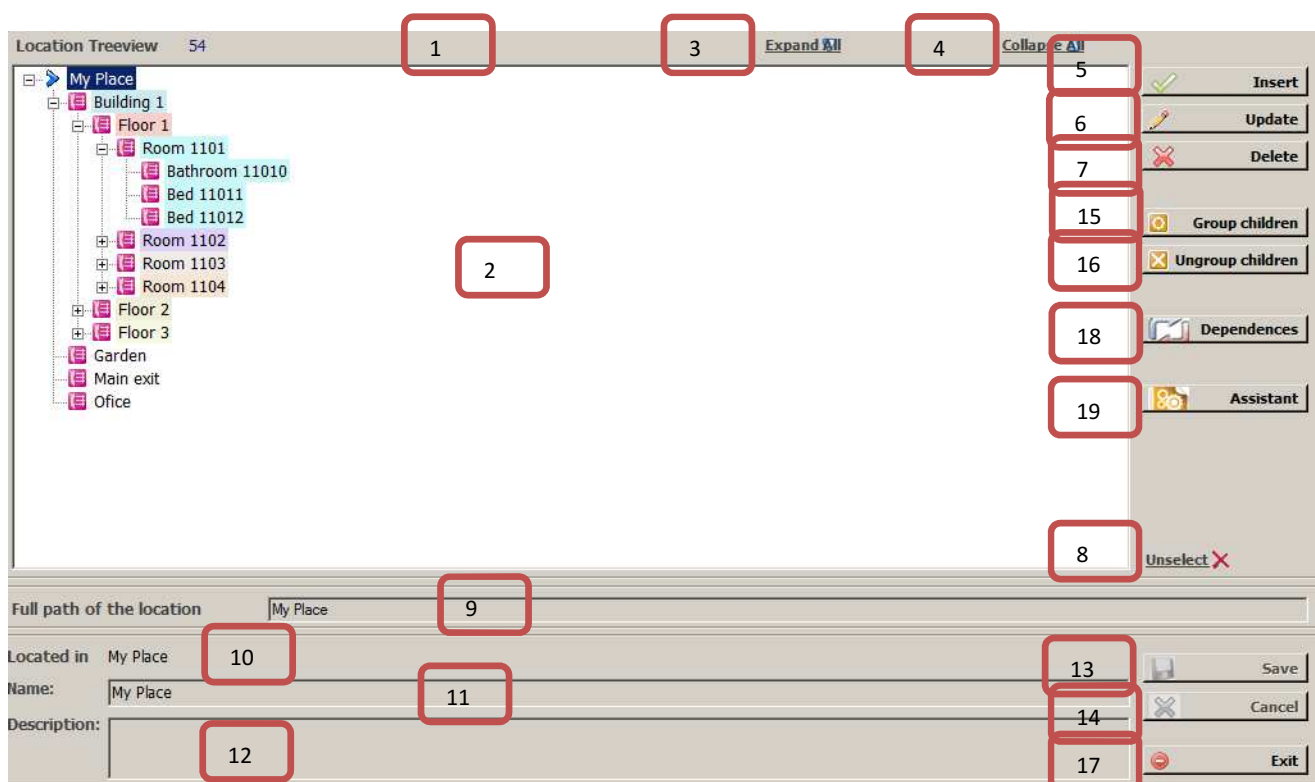 Location Treeview 54 1 3 Expand All 4 Collapse All
My Place 5 Insert
Building 1
Floor 1 6 Update
Room 1101 7 Delete
Bathroom 11010
Bed 11011
Bed 11012 15 Group children
Room 1102
Room 1103 2 16 Ungroup children
Room 1104
Floor 2
Floor 3 18 Dependences
Garden
Main exit
Ofice 19 Assistant
8 Unselect
Full path of the location My Place 9
Located in My Place 10 13 Save
Name: My Place 11 14 Cancel
Description: 12 17 Exit